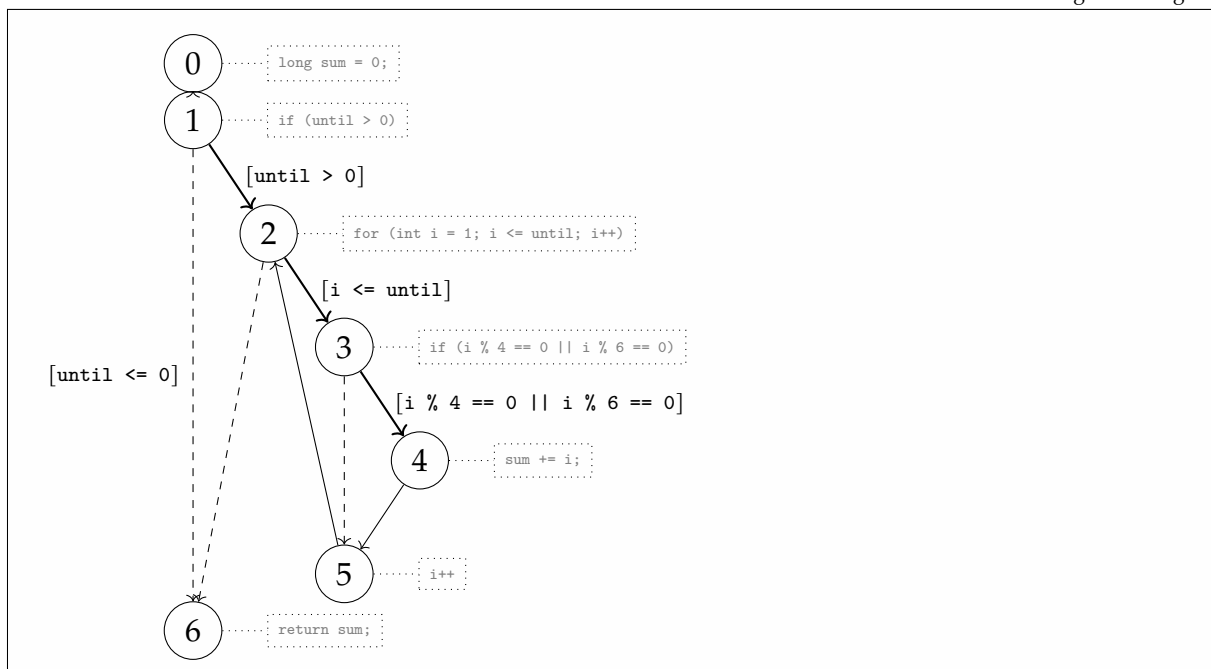 0 long sum = 0;
1 if (until > 0)
[until > 0]
2 for (int i = 1; i <= until; i++)
[i <= until]
3 if (i % 4 == 0 || i % 6 == 0)
[until <= 0]
[i % 4 == 0 || i % 6 == 0]
4 sum += i;
5 i++
6 return sum;